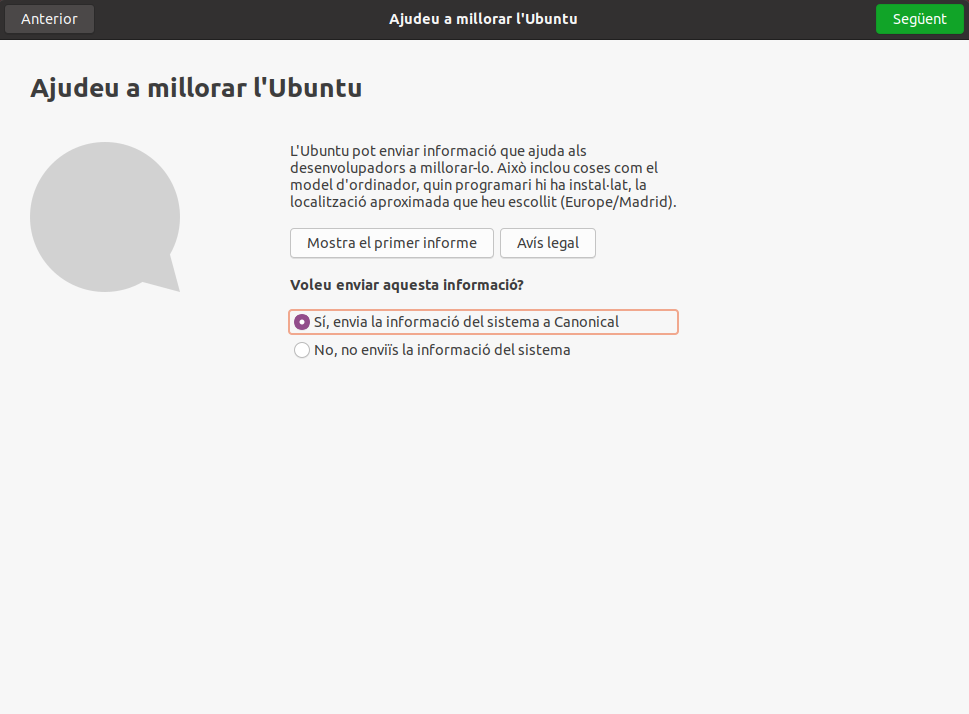 Anterior
Ajudeu a millorar l'Ubuntu
Següent
Ajudeu a millorar l'Ubuntu
L'Ubuntu pot enviar informació que ajuda als
desenvolupadors a millorar-lo. Això inclou coses com el
model d'ordinador, quin programari hi ha instal·lat, la
localització aproximada que heu escollit (Europe/Madrid).
Mostra el primer informe
Avís legal
Voleu enviar aquesta informació?
Sí, envia la informació del sistema a Canonical
No, no enviïs la informació del sistema